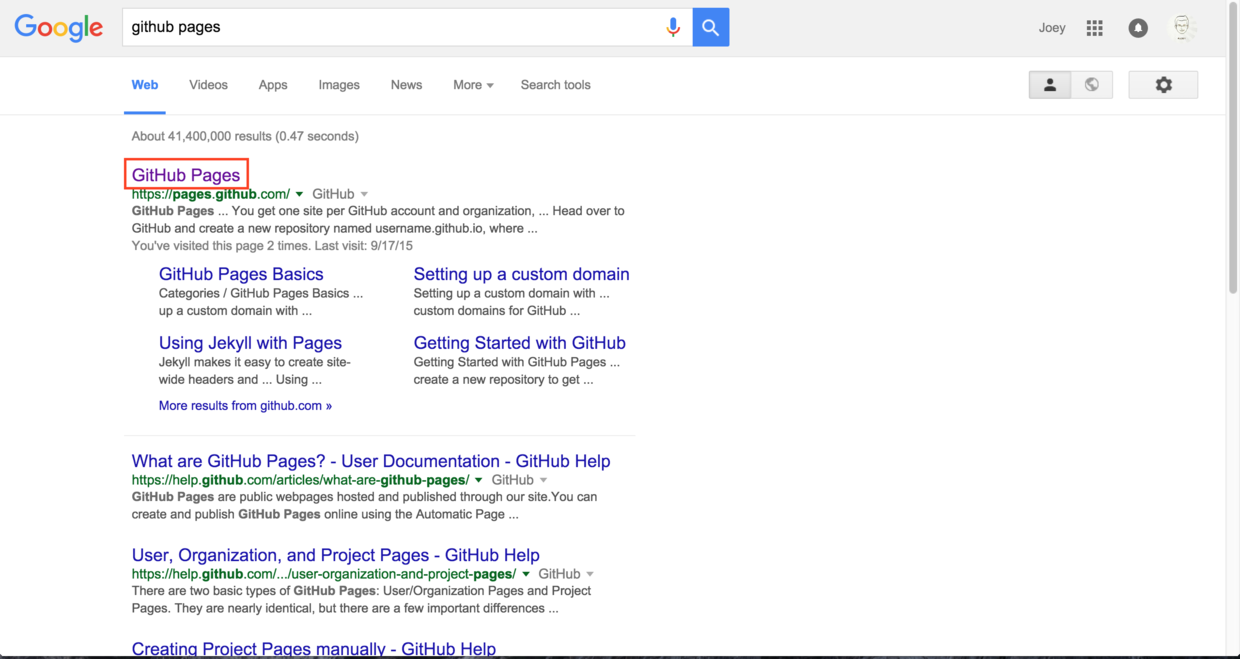 Google
github pages
Joey
Web Videos Apps Images News More Search tools
About 41,400,000 results (0.47 seconds)
GitHub Pages
https://pages.github.com/ GitHub
GitHub Pages ... You get one site per GitHub account and organization, ... Head over to
GitHub and create a new repository named username.github.io, where ...
You've visited this page 2 times. Last visit: 9/17/15
GitHub Pages Basics
Categories / GitHub Pages Basics ...
up a custom domain with ...
Setting up a custom domain
Setting up a custom domain with ...
custom domains for GitHub ...
Using Jekyll with Pages
Jekyll makes it easy to create site-
wide headers and ... Using ...
Getting Started with GitHub
Getting Started with GitHub Pages ...
create a new repository to get ...
More results from github.com »
What are GitHub Pages? - User Documentation - GitHub Help
https://help.github.com/articles/what-are-github-pages/ GitHub
GitHub Pages are public webpages hosted and published through our site.You can
create and publish GitHub Pages online using the Automatic Page ...
User, Organization, and Project Pages - GitHub Help
https://help.github.com/.../user-organization-and-project-pages/ GitHub
There are two basic types of GitHub Pages: User/Organization Pages and Project
Pages. They are nearly identical, but there are a few important differences ...
Creating Project Pages manually - GitHub Help